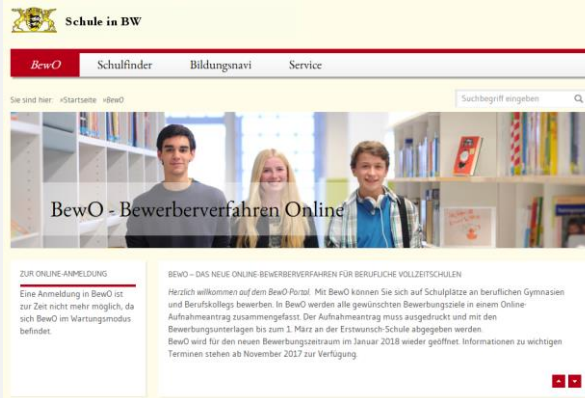 Schule in BW
BewO Schulfinder Bildungsnavi Service
Sie sind hier: »Startseite »BewO Suchbegriff eingeben
BewO - Bewerberverfahren Online
ZUR ONLINE-ANMELDUNG
Eine Anmeldung in BewO ist
zur Zeit nicht mehr möglich, da
sich BewO im Wartungsmodus
befindet.
BEWO – DAS NEUE ONLINE-BEWERBERVERFAHREN FÜR BERUFLICHE VOLLZEITSCHULEN
Herzlich willkommen auf dem BewO-Portal. Mit BewO können Sie sich auf Schulplätze an beruflichen Gymnasien
und Berufskollegs bewerben. In BewO werden alle gewünschten Bewerbungsziele in einem Online-
Aufnahmeantrag zusammengefasst. Der Aufnahmeantrag muss ausgedruckt und mit den
Bewerbungsunterlagen bis zum 1. März an der Erstwunsch-Schule abgegeben werden.
BewO wird für den neuen Bewerbungszeitraum im Januar 2018 wieder geöffnet. Informationen zu wichtigen
Terminen stehen ab November 2017 zur Verfügung.